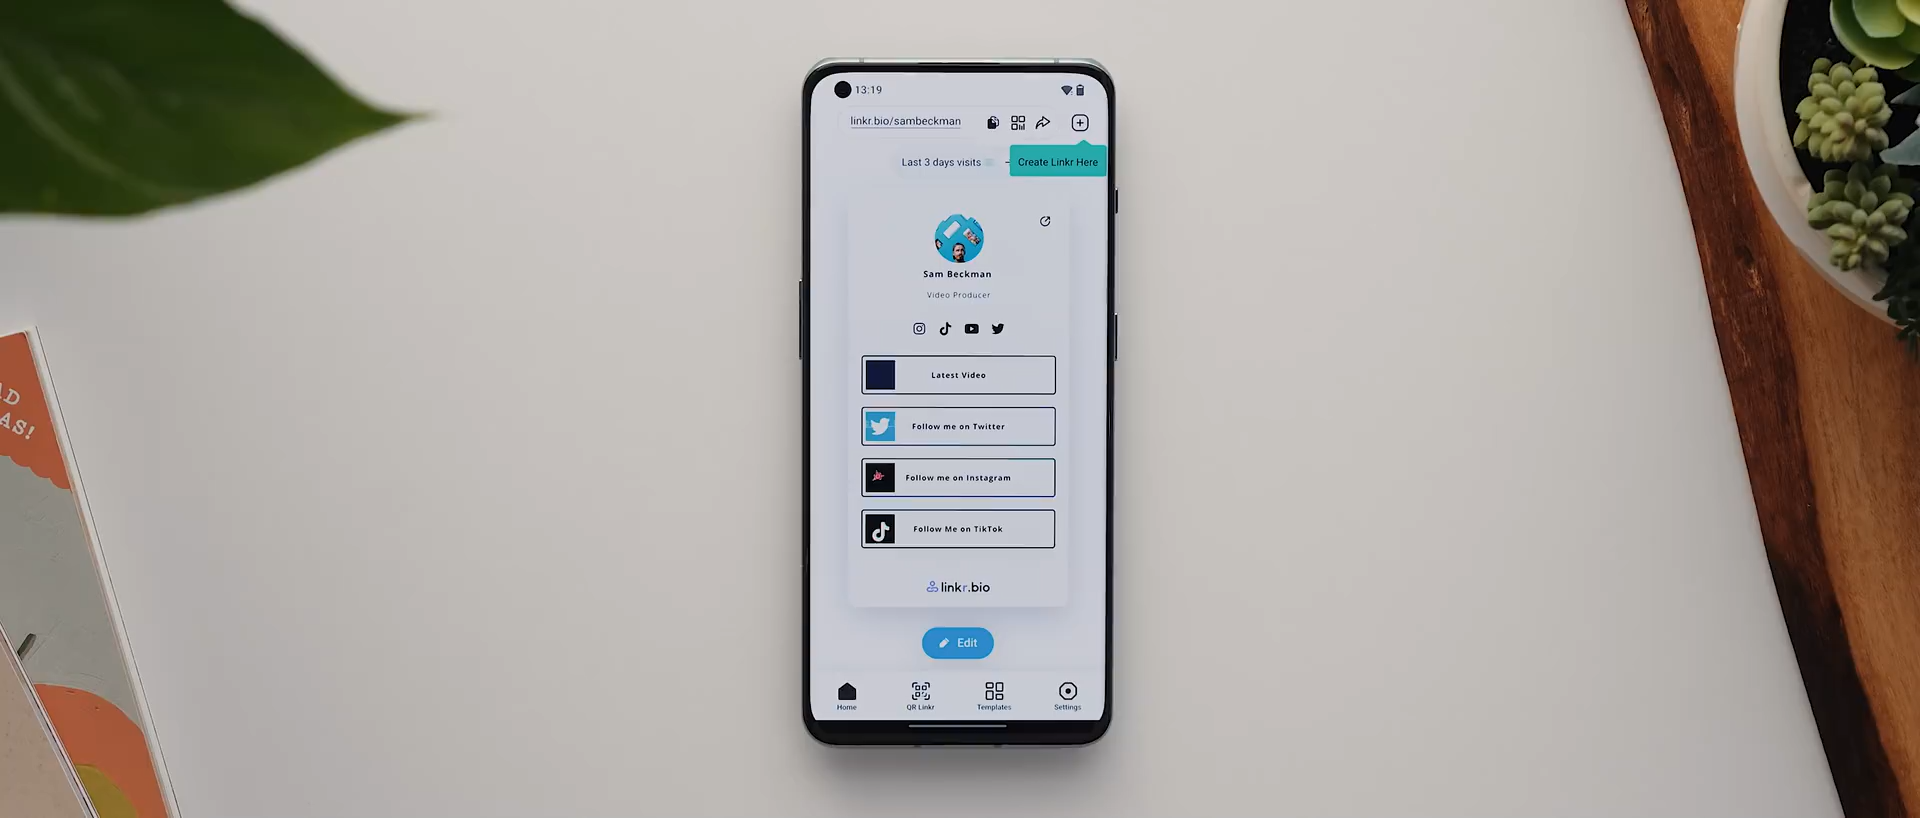 13:19
linkr.bio/sambeckman
Last 3 days visits
Create Linkr Here
Sam Beckman
Video Producer
Latest Video
Follow me on Twitter
Follow me on Instagram
Follow Me on TikTok
linkr.bio
Edit
Home
QR Linkr
Templates
Settings
AS!